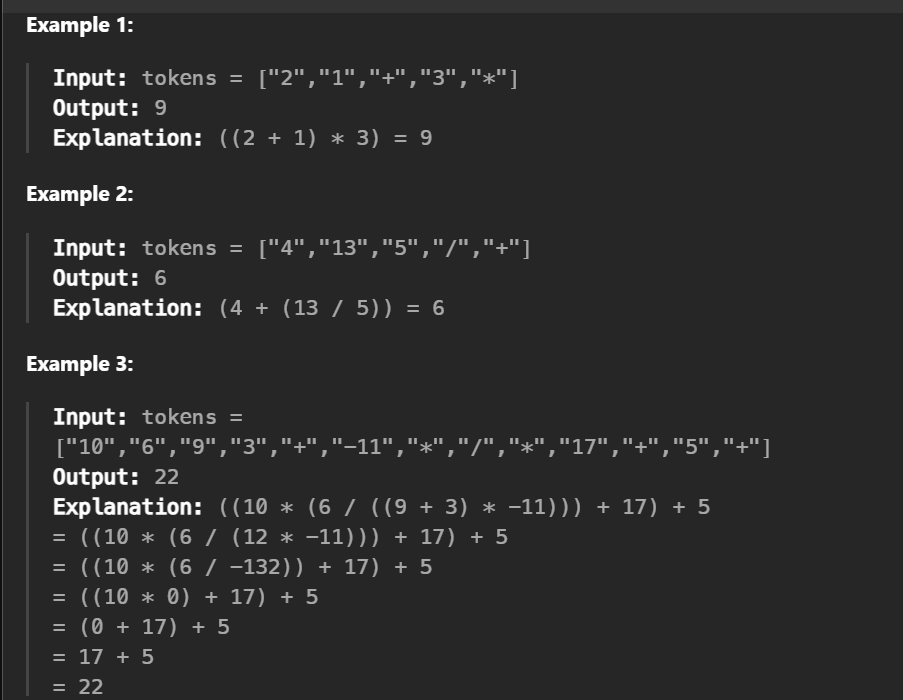 Example 1:
Input: tokens = ["2","1","+","3","*"]
Output: 9
Explanation: ((2 + 1) * 3) = 9
Example 2:
Input: tokens = ["4","13","5","/","+"]
Output: 6
Explanation: (4 + (13 / 5)) = 6
Example 3:
Input: tokens =
["10","6","9","3","+","-11","*","/","*","17","+","5","+"]
Output: 22
Explanation: ((10 * (6 / ((9 + 3) * -11))) + 17) + 5
= ((10 * (6 / (12 * -11))) + 17) + 5
= ((10 * (6 / -132)) + 17) + 5
= ((10 * 0) + 17) + 5
= (0 + 17) + 5
= 17 + 5
= 22